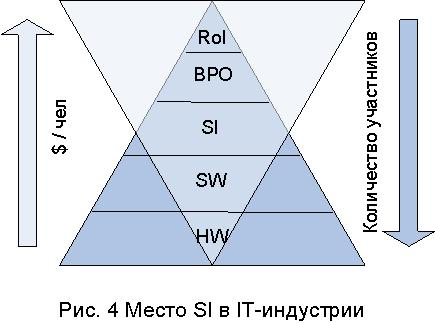 RoI
BPO
SI
SW
HW
$ / чел
Количество участников
Рис. 4 Место SI в IT-индустрии